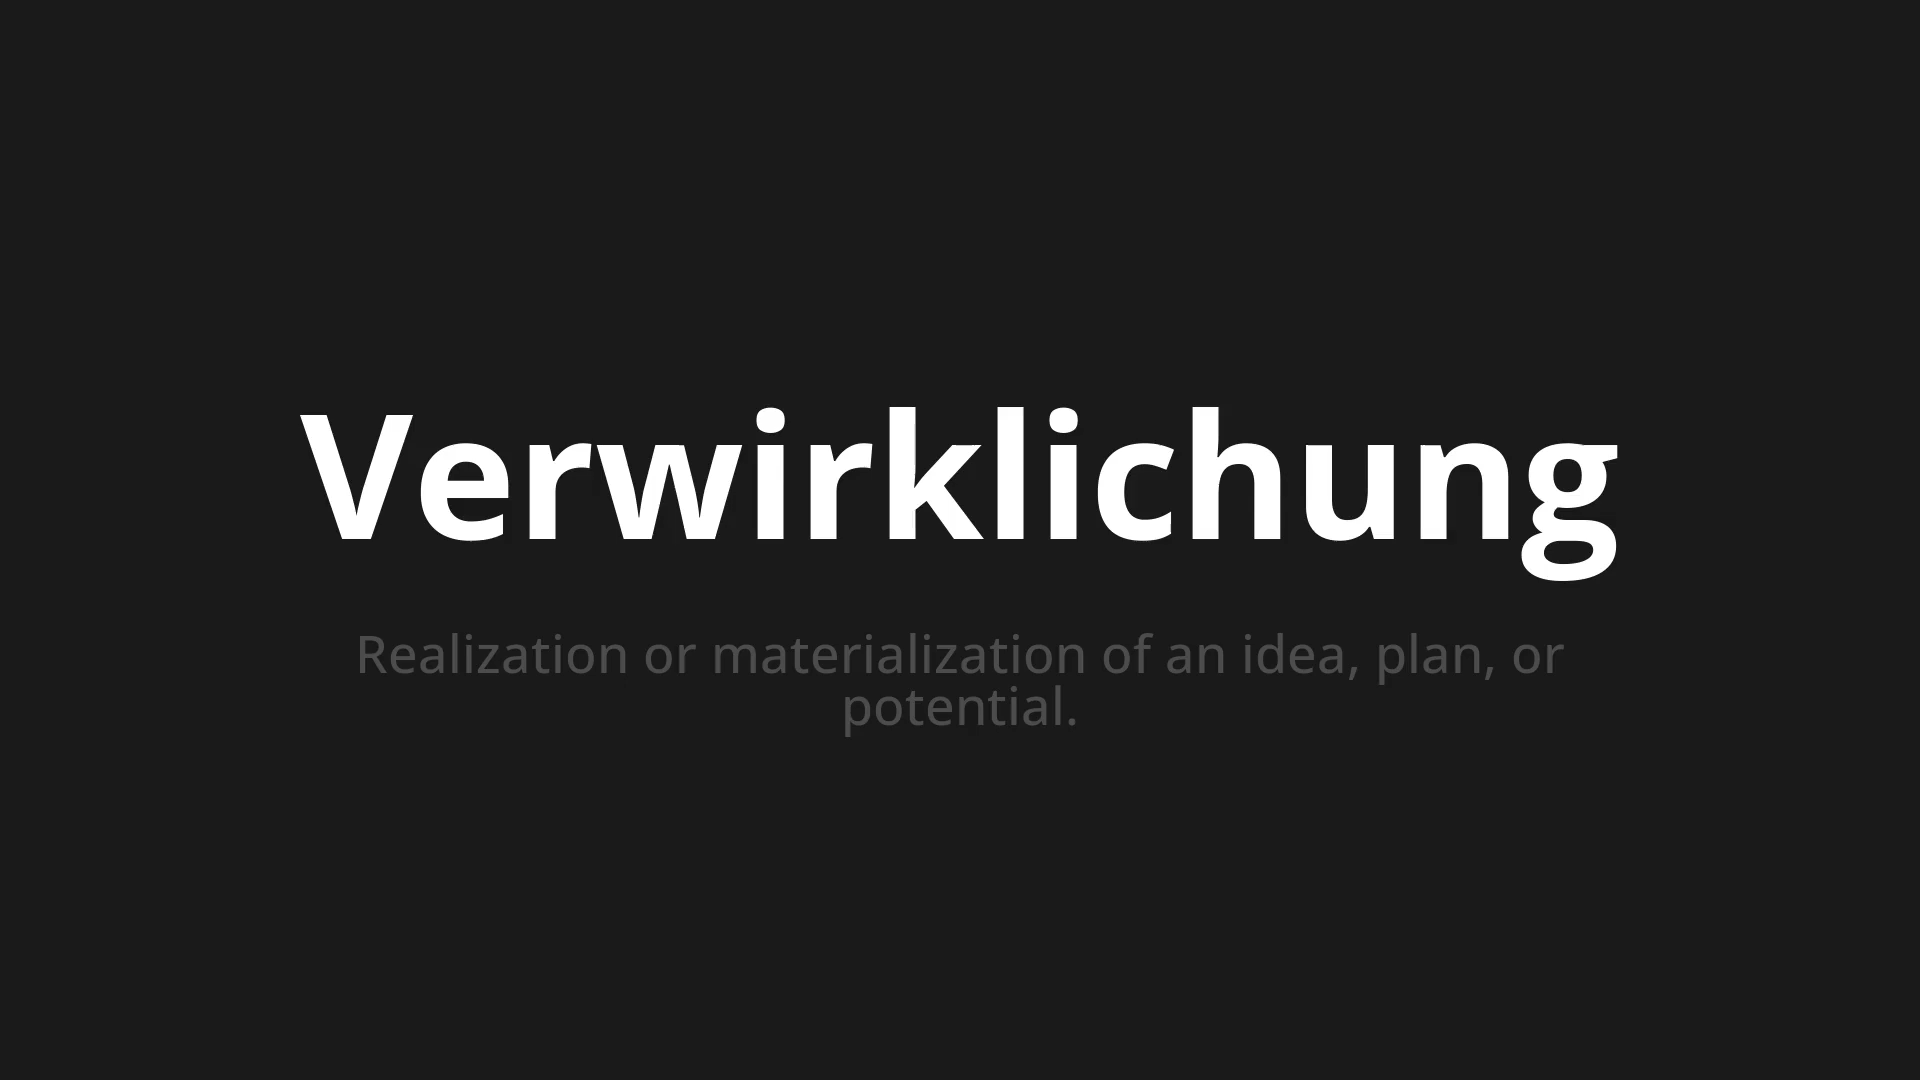 Verwirklichung
Realization or materialization of an idea, plan, or
potential.